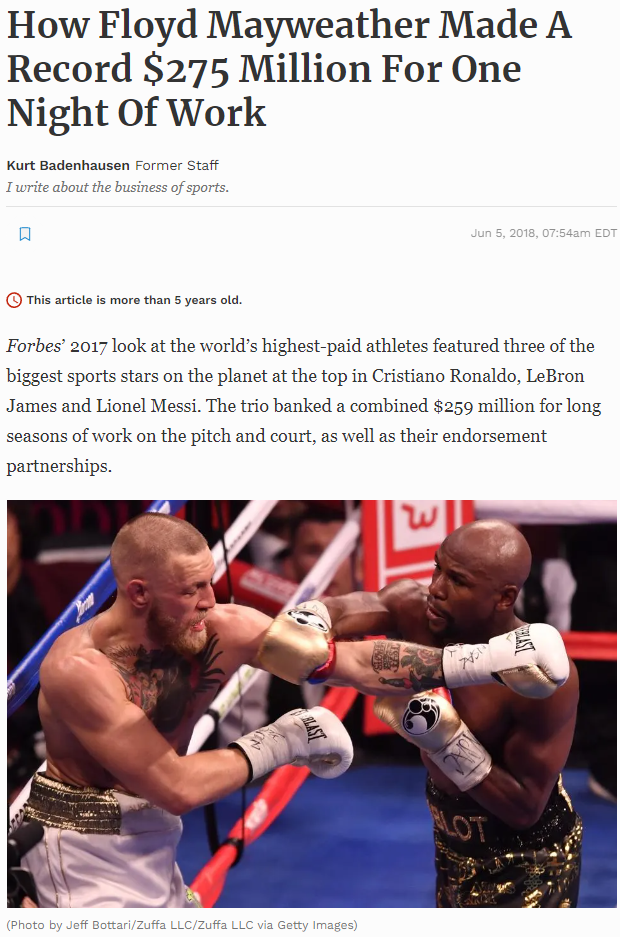 How Floyd Mayweather Made A
Record $275 Million For One
Night Of Work
Kurt Badenhausen Former Staff
I write about the business of sports.
Jun 5, 2018, 07:54am EDT
This article is more than 5 years old.
Forbes’ 2017 look at the world’s highest-paid athletes featured three of the
biggest sports stars on the planet at the top in Cristiano Ronaldo, LeBron
James and Lionel Messi. The trio banked a combined $259 million for long
seasons of work on the pitch and court, as well as their endorsement
partnerships.
EVERLAST
BLOT
(Photo by Jeff Bottari/Zuffa LLC/Zuffa LLC via Getty Images)